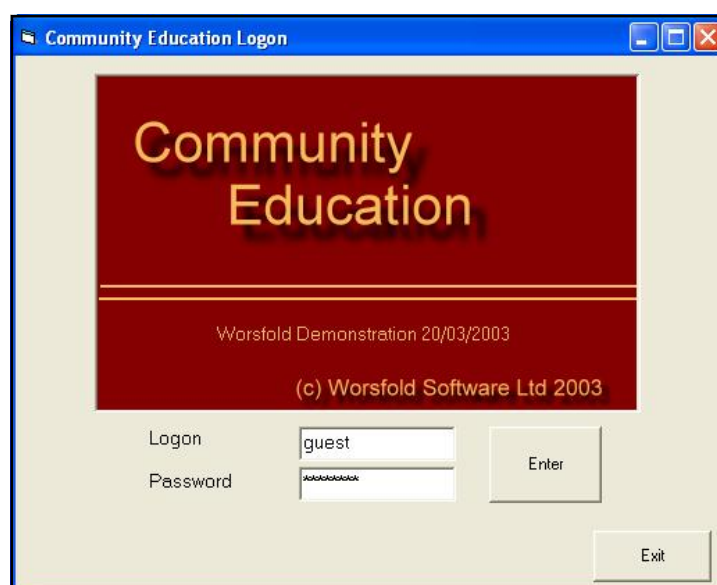 Community Education Logon
Community
Education
Worsfold Demonstration 20/03/2003
(c) Worsfold Software Ltd 2003
Logon
guest
Enter
Password
*********
Exit